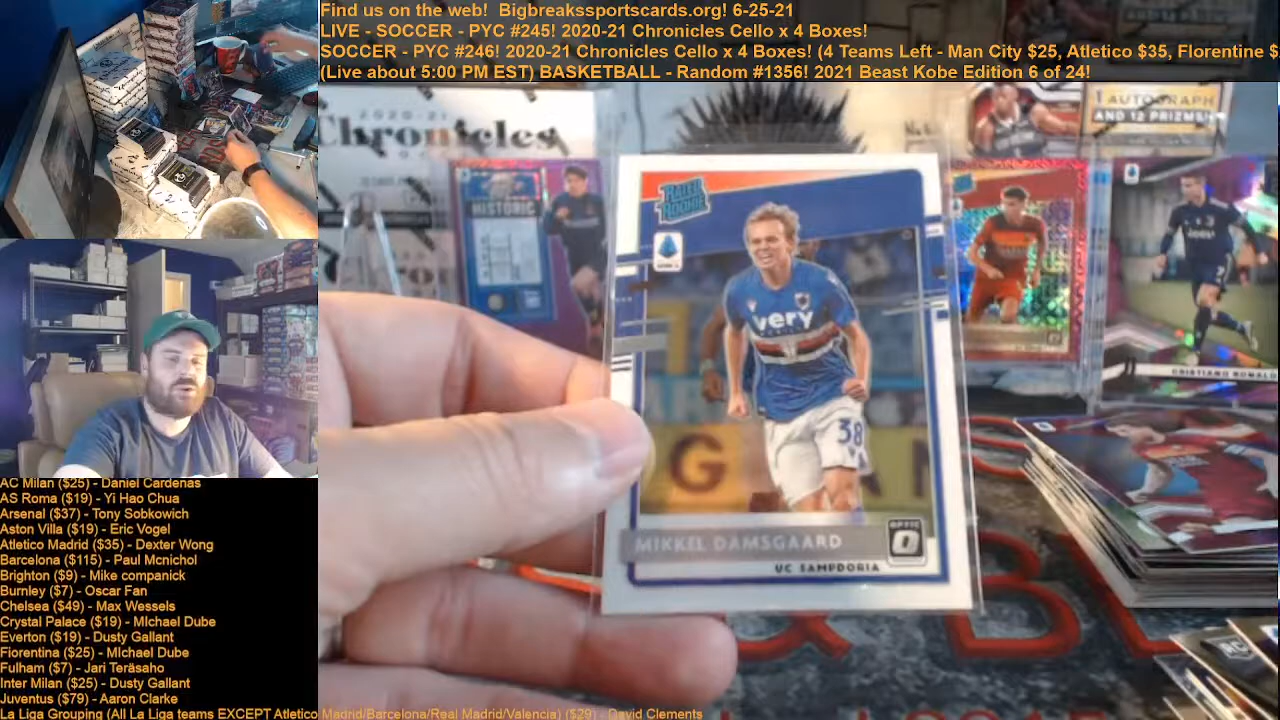 Find us on the web! Bigbreakssportscards.org! 6-25-21
LIVE - SOCCER - PYC #245! 2020-21 Chronicles Cello x 4 Boxes!
SOCCER - PYC #246! 2020-21 Chronicles Cello x 4 Boxes! (4 Teams Left - Man City $25, Atletico $35, Florentine $
(Live about 5:00 PM EST) BASKETBALL - Random #1356! 2021 Beast Kobe Edition 6 of 24!
2020-21
Chronicles
1 AUTOGRAPH
AND 12 PRIZMS
HISTORIC
RATED
ROOKIE
very
38
G
MIKKEL DAMSGAARD
OPTIC
UC SAMPDORIA
CRISTIANO RONALDO
RC
AC Milan ($25) - Daniel Cardenas
AS Roma ($19) - Yi Hao Chua
Arsenal ($37) - Tony Sobkowich
Aston Villa ($19) - Eric Vogel
Atletico Madrid ($35) - Dexter Wong
Barcelona ($115) - Paul Mcnichol
Brighton ($9) - Mike companick
Burnley ($7) - Oscar Fan
Chelsea ($49) - Max Wessels
Crystal Palace ($19) - MIchael Dube
Everton ($19) - Dusty Gallant
Fiorentina ($25) - MIchael Dube
Fulham ($7) - Jari Teräsaho
Inter Milan ($25) - Dusty Gallant
Juventus ($79) - Aaron Clarke
La Liga Grouping (All La Liga teams EXCEPT Atletico Madrid/Barcelona/Real Madrid/Valencia) ($29) - David Clements